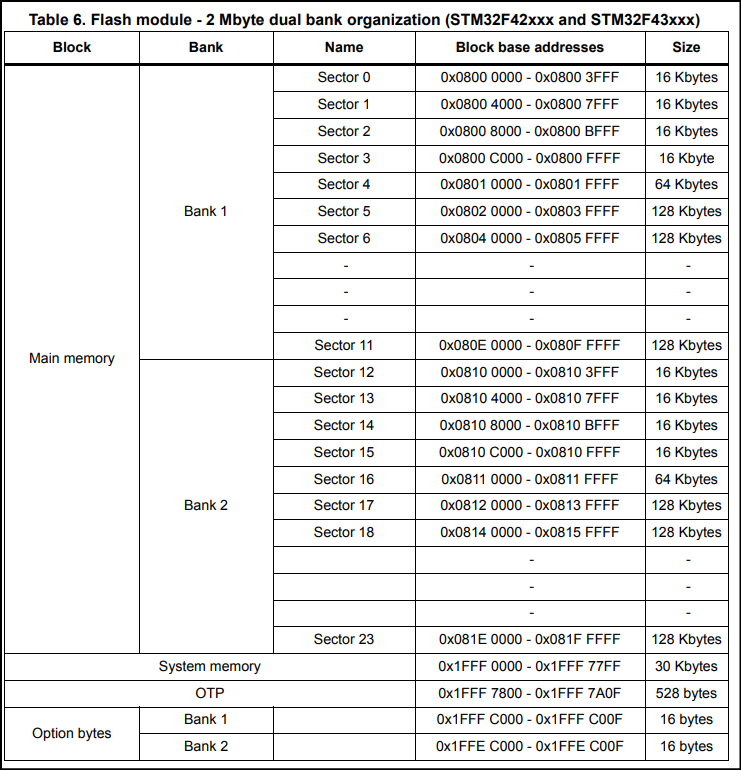 Table 6. Flash module - 2 Mbyte dual bank organization (STM32F42xxx and STM32F43xxx)
Block Bank Name Block base addresses Size
Main memory Bank 1 Sector 0 0x0800 0000 - 0x0800 3FFF 16 Kbytes
Sector 1 0x0800 4000 - 0x0800 7FFF 16 Kbytes
Sector 2 0x0800 8000 - 0x0800 BFFF 16 Kbytes
Sector 3 0x0800 C000 - 0x0800 FFFF 16 Kbyte
Sector 4 0x0801 0000 - 0x0801 FFFF 64 Kbytes
Sector 5 0x0802 0000 - 0x0803 FFFF 128 Kbytes
Sector 6 0x0804 0000 - 0x0805 FFFF 128 Kbytes
- - -
- - -
- - -
Sector 11 0x080E 0000 - 0x080F FFFF 128 Kbytes
Bank 2 Sector 12 0x0810 0000 - 0x0810 3FFF 16 Kbytes
Sector 13 0x0810 4000 - 0x0810 7FFF 16 Kbytes
Sector 14 0x0810 8000 - 0x0810 BFFF 16 Kbytes
Sector 15 0x0810 C000 - 0x0810 FFFF 16 Kbytes
Sector 16 0x0811 0000 - 0x0811 FFFF 64 Kbytes
Sector 17 0x0812 0000 - 0x0813 FFFF 128 Kbytes
Sector 18 0x0814 0000 - 0x0815 FFFF 128 Kbytes
- -
- -
- -
Sector 23 0x081E 0000 - 0x081F FFFF 128 Kbytes
System memory 0x1FFF 0000 - 0x1FFF 77FF 30 Kbytes
OTP 0x1FFF 7800 - 0x1FFF 7A0F 528 bytes
Option bytes Bank 1 0x1FFF C000 - 0x1FFF C00F 16 bytes
Bank 2 0x1FFE C000 - 0x1FFE C00F 16 bytes